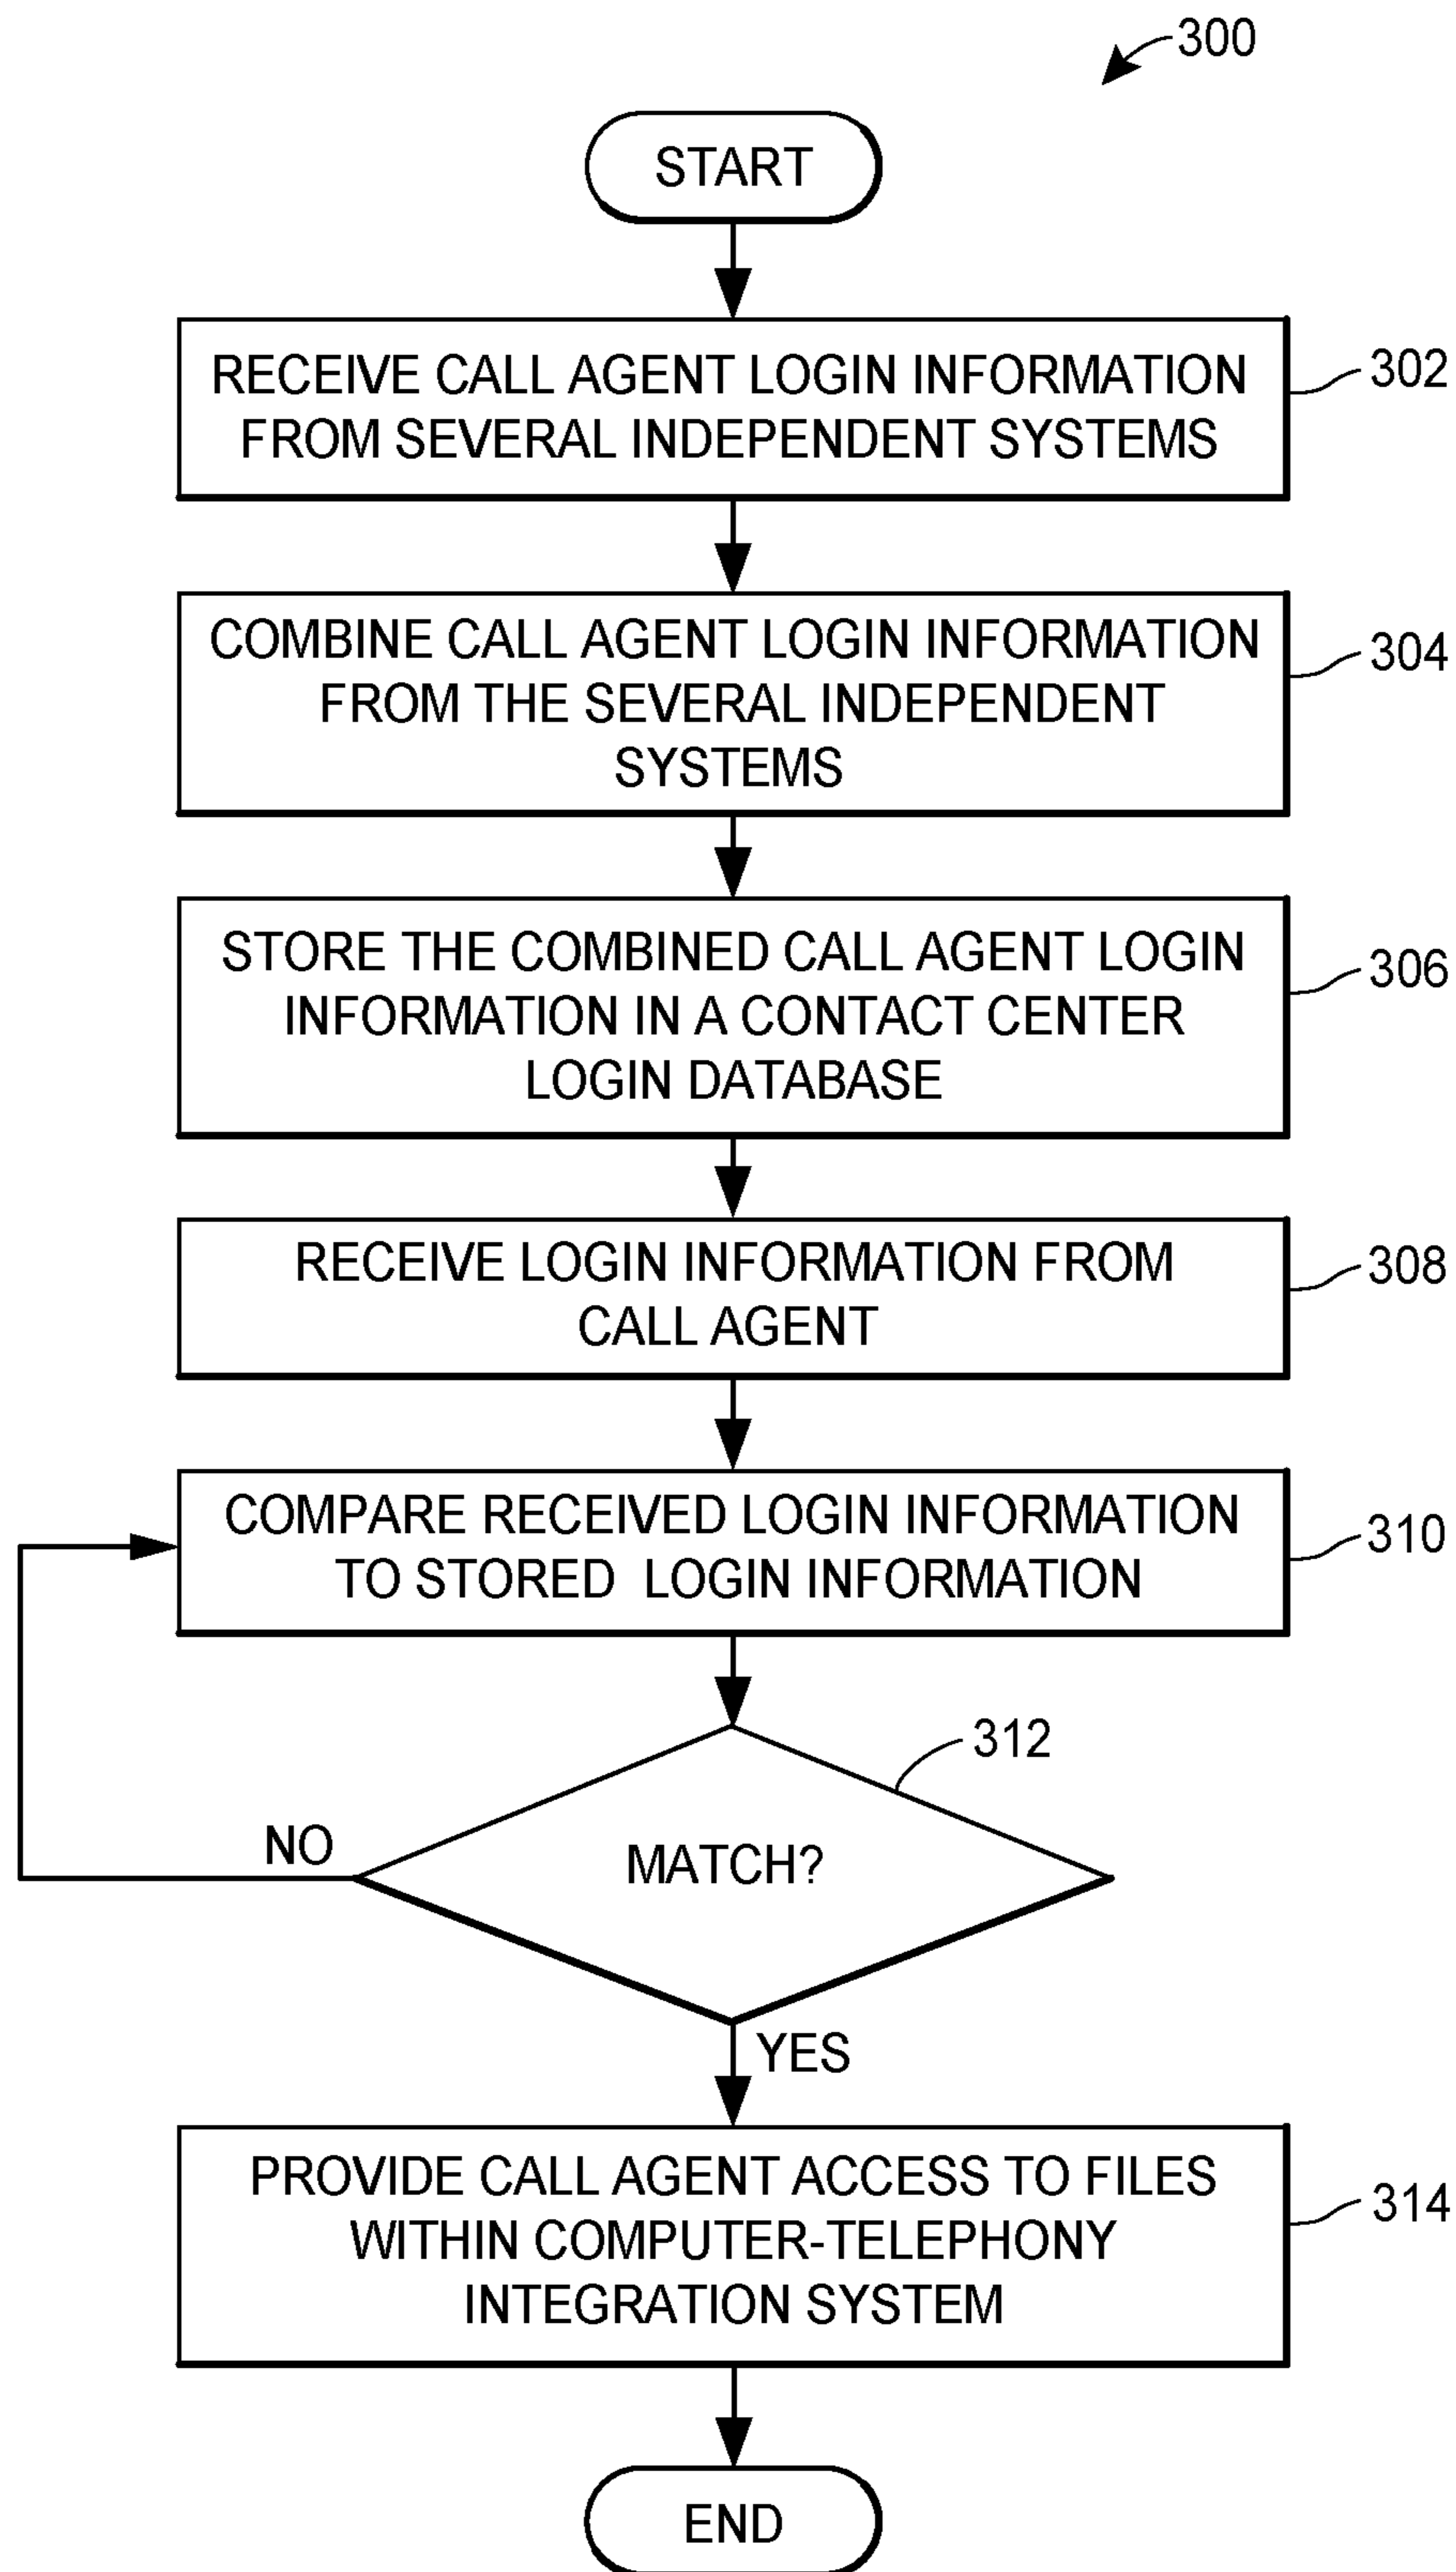 300
START
RECEIVE CALL AGENT LOGIN INFORMATION
FROM SEVERAL INDEPENDENT SYSTEMS
302
COMBINE CALL AGENT LOGIN INFORMATION
FROM THE SEVERAL INDEPENDENT
SYSTEMS
304
STORE THE COMBINED CALL AGENT LOGIN
INFORMATION IN A CONTACT CENTER
LOGIN DATABASE
306
RECEIVE LOGIN INFORMATION FROM
CALL AGENT
308
COMPARE RECEIVED LOGIN INFORMATION
TO STORED LOGIN INFORMATION
310
312
MATCH?
NO
YES
PROVIDE CALL AGENT ACCESS TO FILES
WITHIN COMPUTER-TELEPHONY
INTEGRATION SYSTEM
314
END